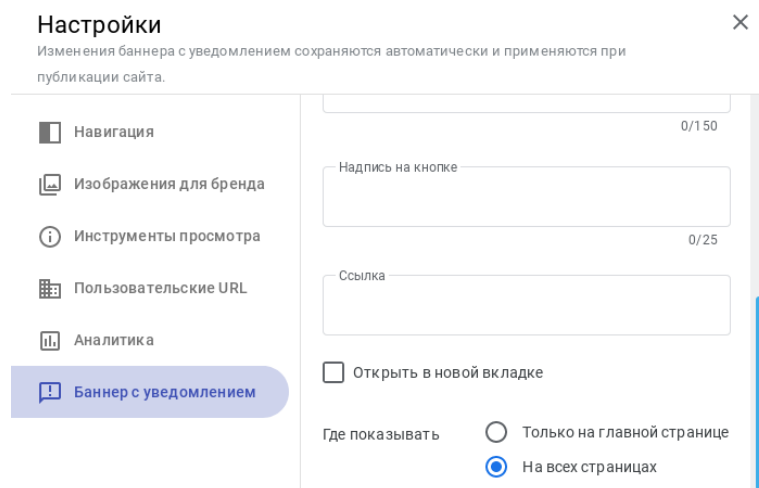 Настройки
Изменения баннера с уведомлением сохраняются автоматически и применяются при
публикации сайта.
Навигация
Изображения для бренда
Инструменты просмотра
Пользовательские URL
Аналитика
Баннер с уведомлением
0/150
Надпись на кнопке
0/25
Ссылка
Открыть в новой вкладке
Где показывать
Только на главной странице
На всех страницах